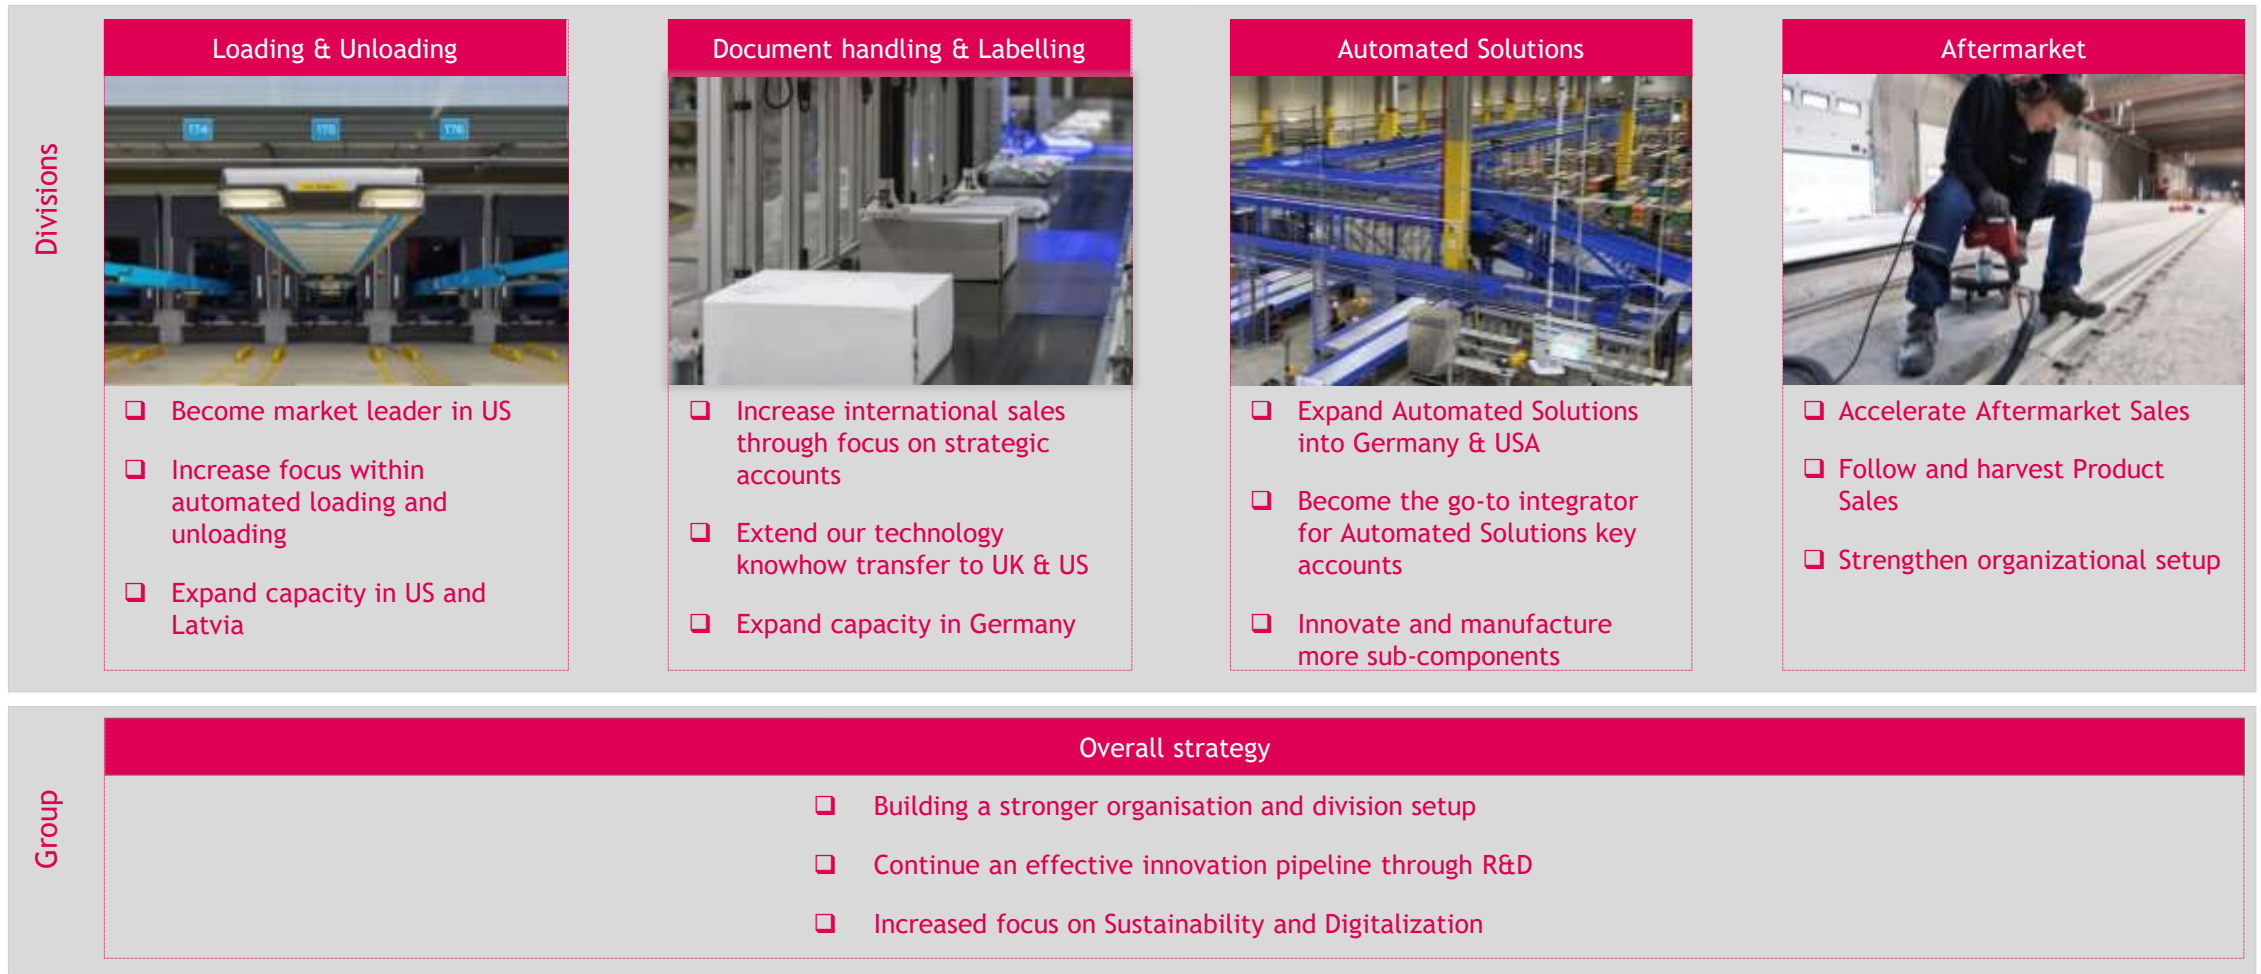 Divisions
Loading & Unloading
174
175
176
❑ Become market leader in US
❑ Increase focus within
automated loading and
unloading
❑ Expand capacity in US and
Latvia
Document handling & Labelling
❑ Increase international sales
through focus on strategic
accounts
❑ Extend our technology
knowhow transfer to UK & US
❑ Expand capacity in Germany
Automated Solutions
❑ Expand Automated Solutions
into Germany & USA
❑ Become the go-to integrator
for Automated Solutions key
accounts
❑ Innovate and manufacture
more sub-components
Aftermarket
❑ Accelerate Aftermarket Sales
❑ Follow and harvest Product
Sales
❑ Strengthen organizational setup
Group
Overall strategy
❑ Building a stronger organisation and division setup
❑ Continue an effective innovation pipeline through R&D
❑ Increased focus on Sustainability and Digitalization